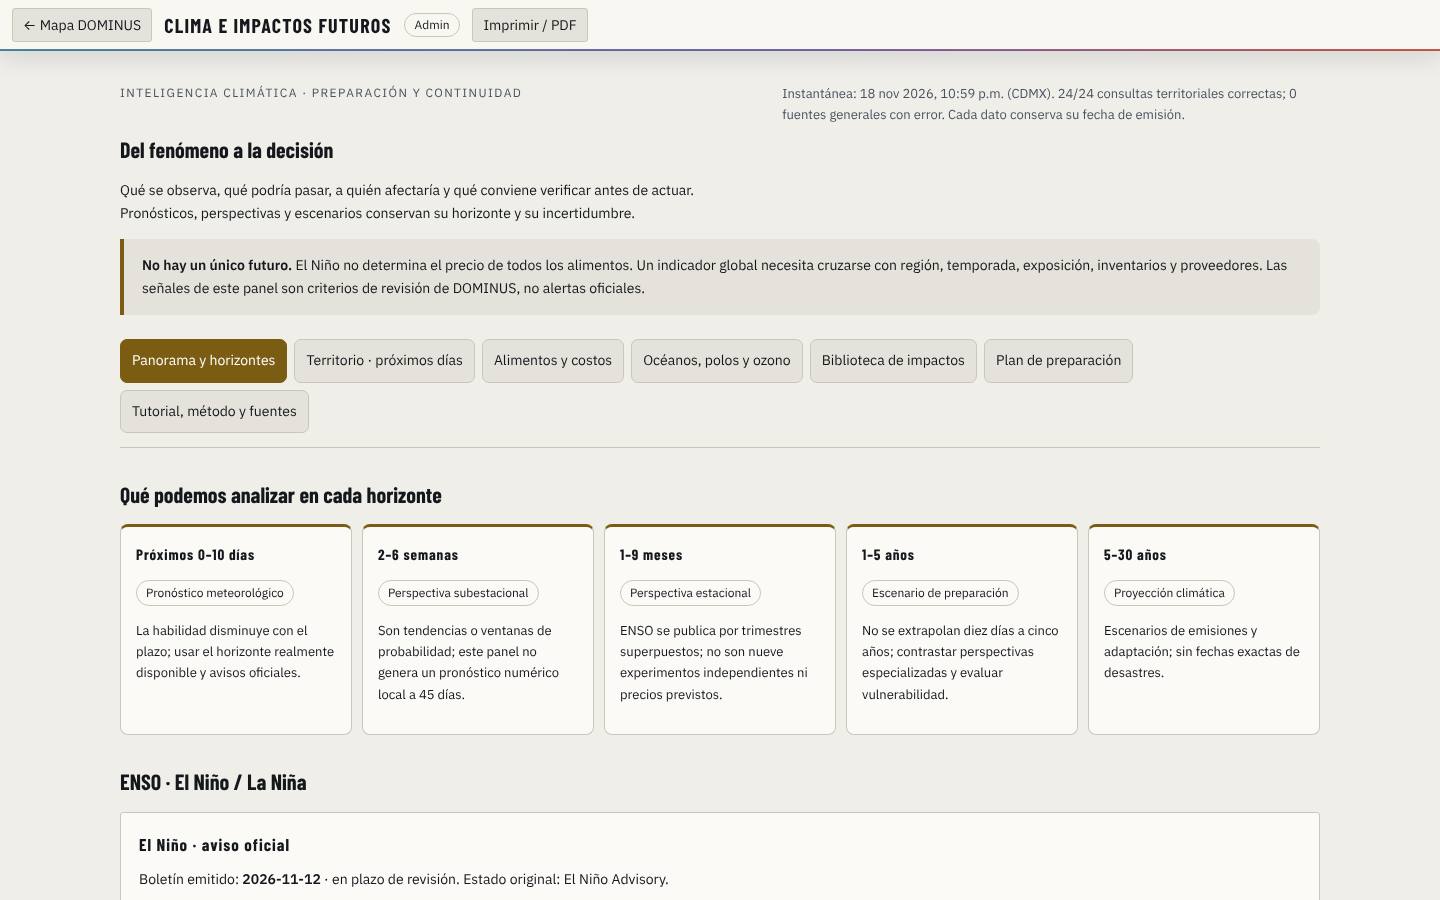 ← Mapa DOMINUS
CLIMA E IMPACTOS FUTUROS
Admin
Imprimir / PDF
INTELIGENCIA CLIMÁTICA · PREPARACIÓN Y CONTINUIDAD
Instantánea: 18 nov 2026, 10:59 p.m. (CDMX). 24/24 consultas territoriales correctas; 0
fuentes generales con error. Cada dato conserva su fecha de emisión.
Del fenómeno a la decisión
Qué se observa, qué podría pasar, a quién afectaría y qué conviene verificar antes de actuar.
Pronósticos, perspectivas y escenarios conservan su horizonte y su incertidumbre.
No hay un único futuro. El Niño no determina el precio de todos los alimentos. Un indicador global necesita cruzarse con región, temporada, exposición, inventarios y proveedores. Las
señales de este panel son criterios de revisión de DOMINUS, no alertas oficiales.
Panorama y horizontes
Territorio · próximos días
Alimentos y costos
Océanos, polos y ozono
Biblioteca de impactos
Plan de preparación
Tutorial, método y fuentes
Qué podemos analizar en cada horizonte
Próximos 0–10 días
Pronóstico meteorológico
La habilidad disminuye con el
plazo; usar el horizonte realmente
disponible y avisos oficiales.
2–6 semanas
Perspectiva subestacional
Son tendencias o ventanas de
probabilidad; este panel no
genera un pronóstico numérico
local a 45 días.
1–9 meses
Perspectiva estacional
ENSO se publica por trimestres
superpuestos; no son nueve
experimentos independientes ni
precios previstos.
1–5 años
Escenario de preparación
No se extrapolan diez días a cinco
años; contrastar perspectivas
especializadas y evaluar
vulnerabilidad.
5–30 años
Proyección climática
Escenarios de emisiones y
adaptación; sin fechas exactas de
desastres.
ENSO · El Niño / La Niña
El Niño · aviso oficial
Boletín emitido: 2026-11-12 · en plazo de revisión. Estado original: El Niño Advisory.